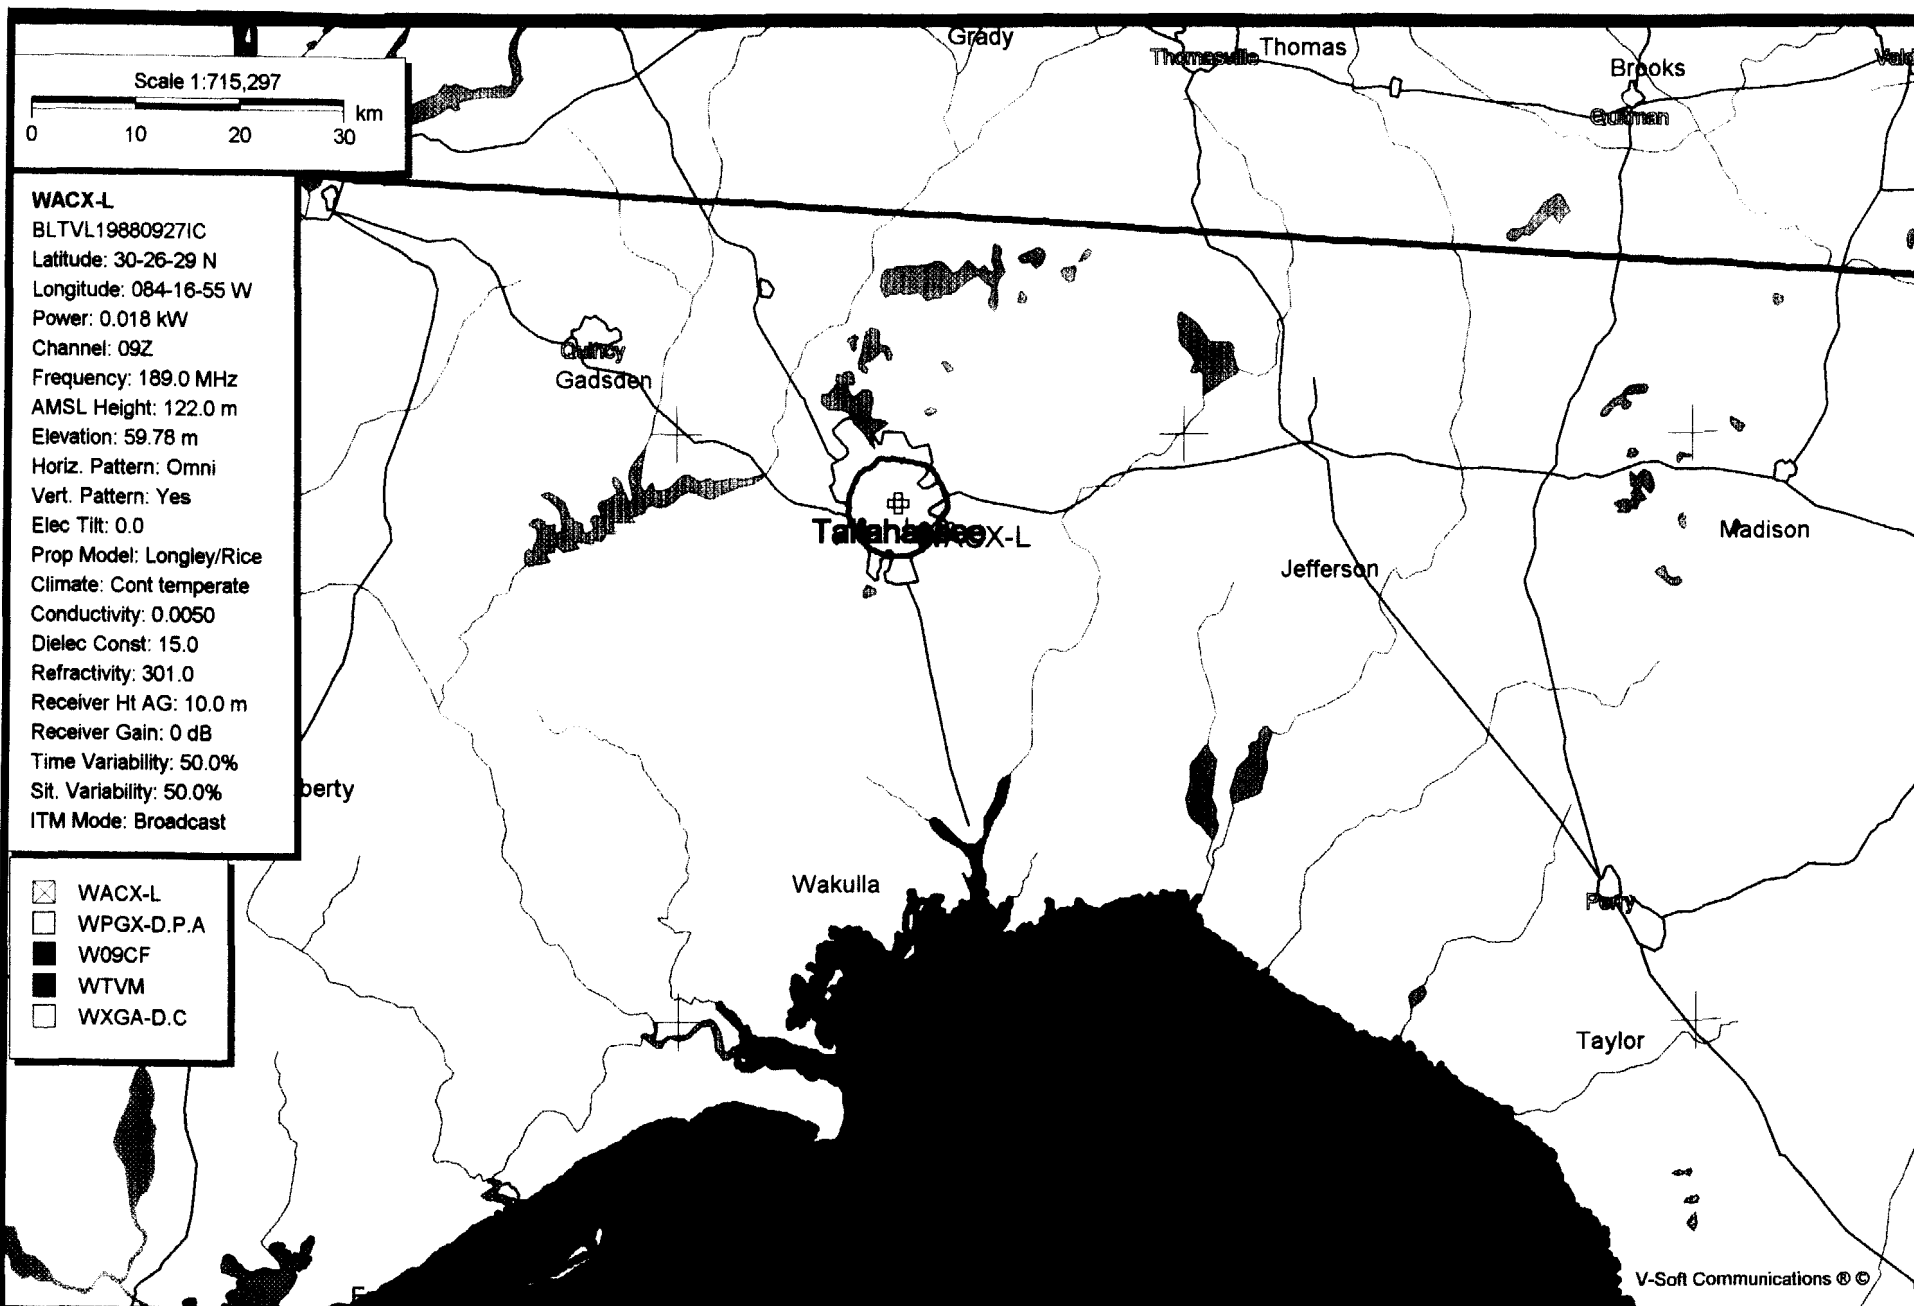 Scale 1:715,297
km
0 10 20 30
WACX-L
BLTVL19880927IC
Latitude: 30-26-29 N
Longitude: 084-16-55 W
Power: 0.018 kW
Channel: 09Z
Frequency: 189.0 MHz
AMSL Height: 122.0 m
Elevation: 59.78 m
Horiz. Pattern: Omni
Vert. Pattern: Yes
Elec Tilt: 0.0
Prop Model: Longley/Rice
Climate: Cont temperate
Conductivity: 0.0050
Dielec Const: 15.0
Refractivity: 301.0
Receiver Ht AG: 10.0 m
Receiver Gain: 0 dB
Time Variability: 50.0%
Sit. Variability: 50.0%
ITM Mode: Broadcast
WACX-L
WPGX-D.P.A
W09CF
WTVM
WXGA-D.C
Grady
Thomasville
Thomas
Brooks
Quitman
Quincy
Gadsden
Tallahassee
WACX-L
Jefferson
Madison
berty
Wakulla
Perry
Taylor
V-Soft Communications ® ©